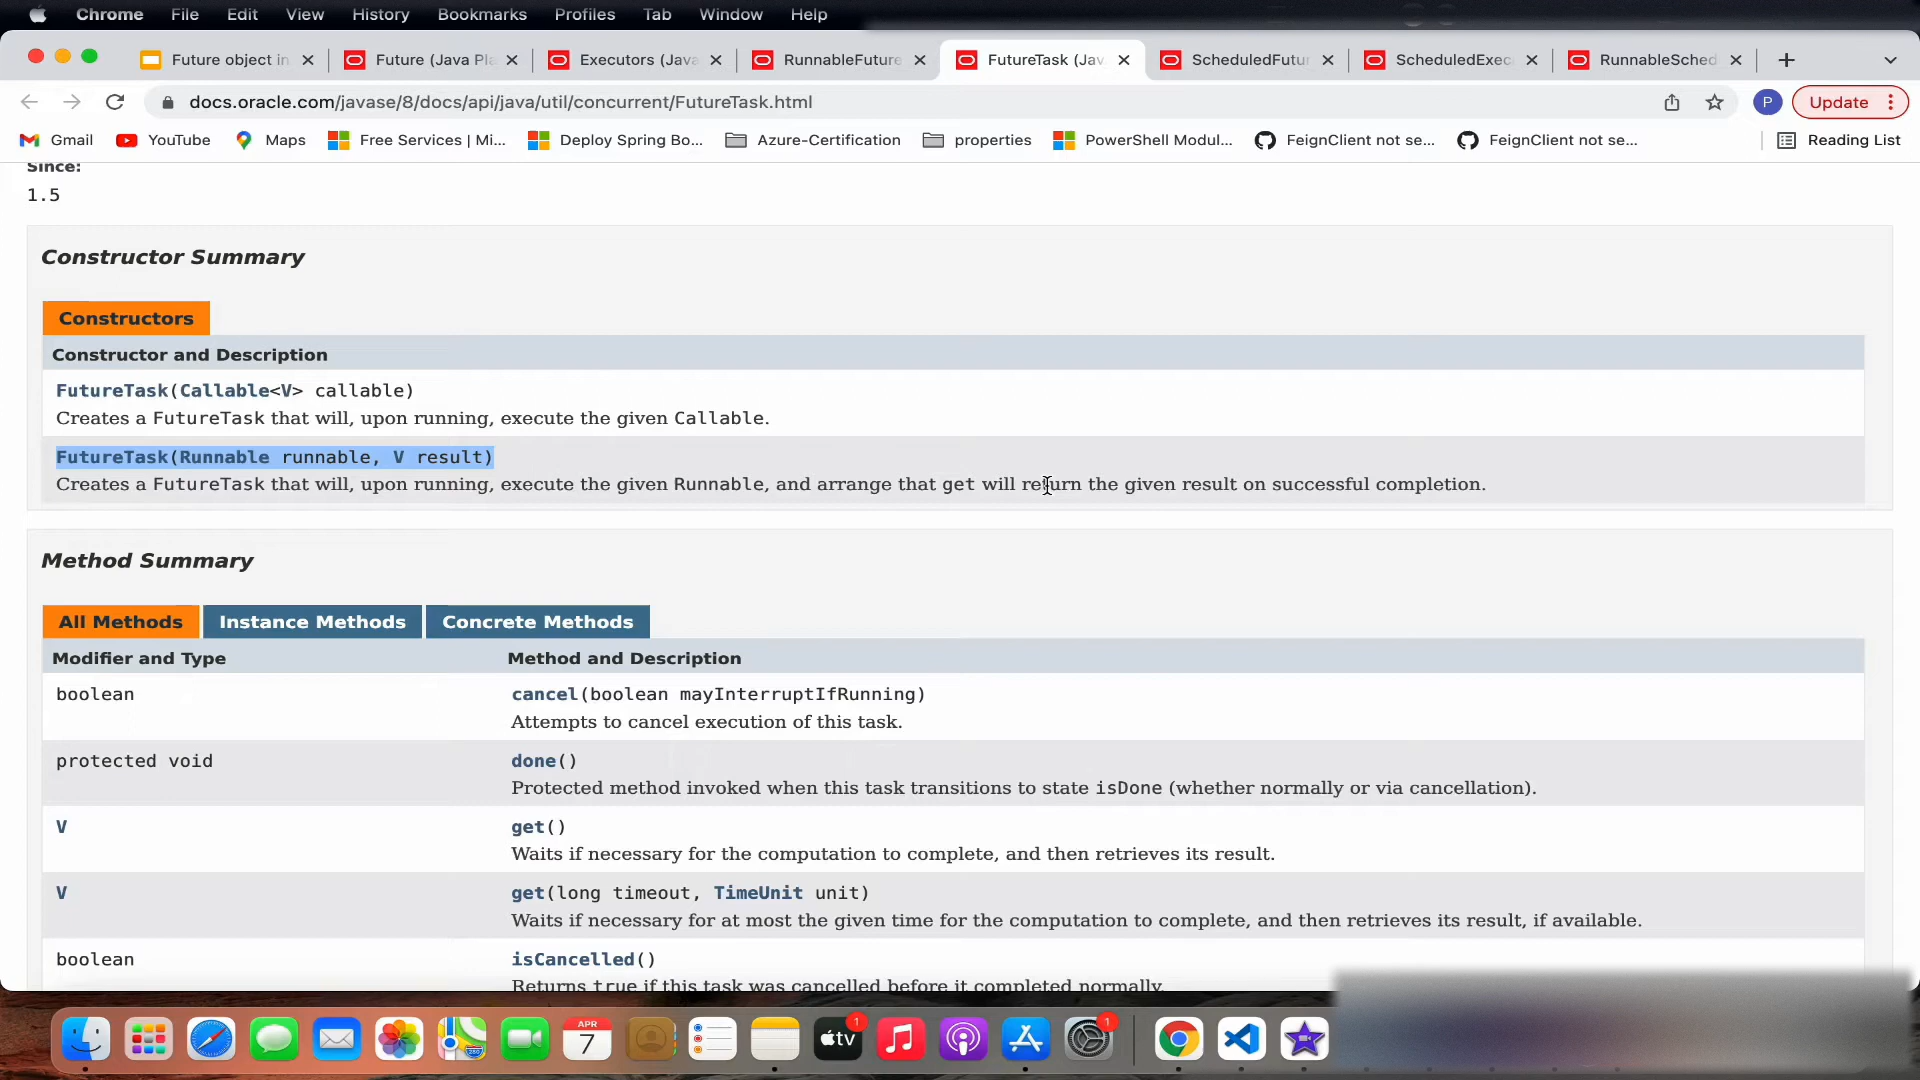 Chrome File Edit View History Bookmarks Profiles Tab Window Help
Future object in Future (Java Pla Executors (Java RunnableFuture FutureTask (Jav ScheduledFutur ScheduledExec RunnableSched
docs.oracle.com/javase/8/docs/api/java/util/concurrent/FutureTask.html P Update
Gmail YouTube Maps Free Services | Mi... Deploy Spring Bo... Azure-Certification properties PowerShell Modul... FeignClient not se... FeignClient not se... Reading List
Since:
1.5
Constructor Summary
Constructors
Constructor and Description
FutureTask(Callable<V> callable)
Creates a FutureTask that will, upon running, execute the given Callable.
FutureTask(Runnable runnable, V result)
Creates a FutureTask that will, upon running, execute the given Runnable, and arrange that get will return the given result on successful completion.
Method Summary
All Methods Instance Methods Concrete Methods
Modifier and Type Method and Description
boolean cancel(boolean mayInterruptIfRunning)
Attempts to cancel execution of this task.
protected void done()
Protected method invoked when this task transitions to state isDone (whether normally or via cancellation).
V get()
Waits if necessary for the computation to complete, and then retrieves its result.
V get(long timeout, TimeUnit unit)
Waits if necessary for at most the given time for the computation to complete, and then retrieves its result, if available.
boolean isCancelled()
Returns true if this task was cancelled before it completed normally.
APR
7
tv
1
1